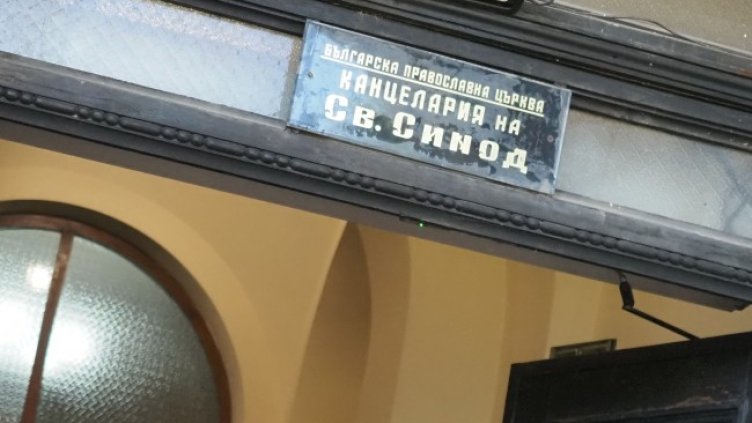 БЪЛГАРСКА ПРАВОСЛАВНА ЦЪРКВА
КАНЦЕЛАРИЯ НА
СВ. СИНОД